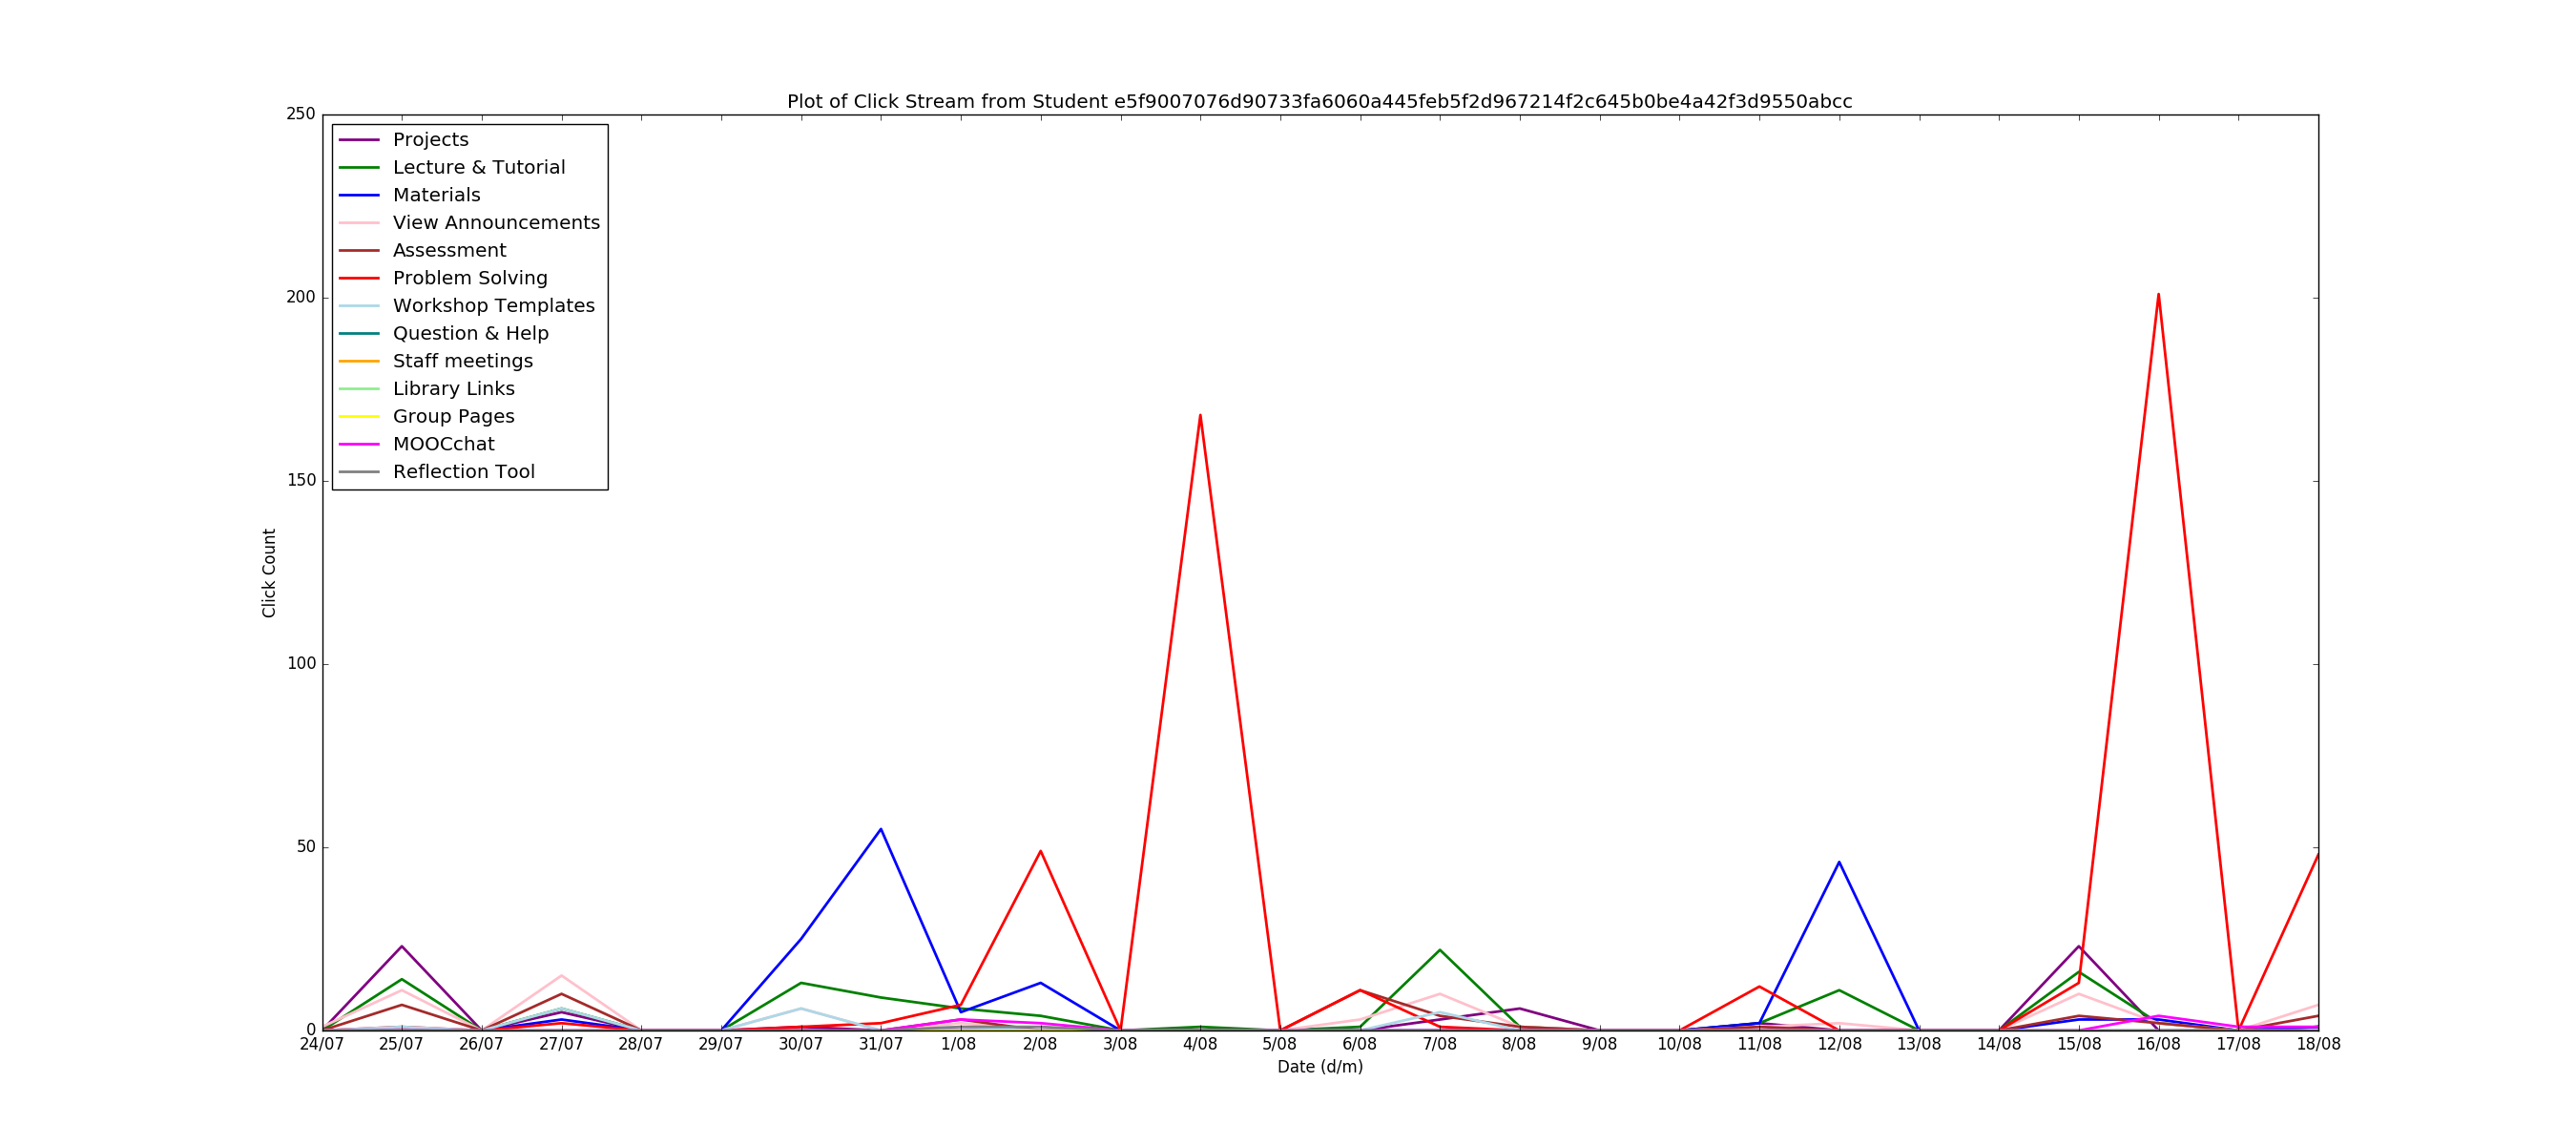 Plot of Click Stream from Student e5f9007076d90733fa6060a445feb5f2d967214f2c645b0be4a42f3d9550abcc
250
200
150
100
50
0
Click Count
Projects
Lecture & Tutorial
Materials
View Announcements
Assessment
Problem Solving
Workshop Templates
Question & Help
Staff meetings
Library Links
Group Pages
MOOCchat
Reflection Tool
24/07 25/07 26/07 27/07 28/07 29/07 30/07 31/07 1/08 2/08 3/08 4/08 5/08 6/08 7/08 8/08 9/08 10/08 11/08 12/08 13/08 14/08 15/08 16/08 17/08 18/08
Date (d/m)